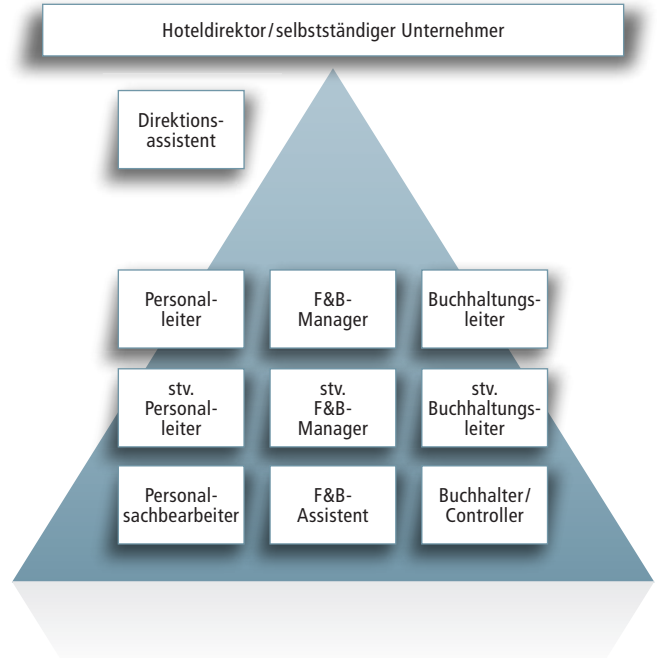 Hoteldirektor/selbstständiger Unternehmer
Direktions-
assistent
Personal-
leiter
F&B-
Manager
Buchhaltungs-
leiter
stv.
Personal-
leiter
stv.
F&B-
Manager
stv.
Buchhaltungs-
leiter
Personal-
sachbearbeiter
F&B-
Assistent
Buchhalter/
Controller